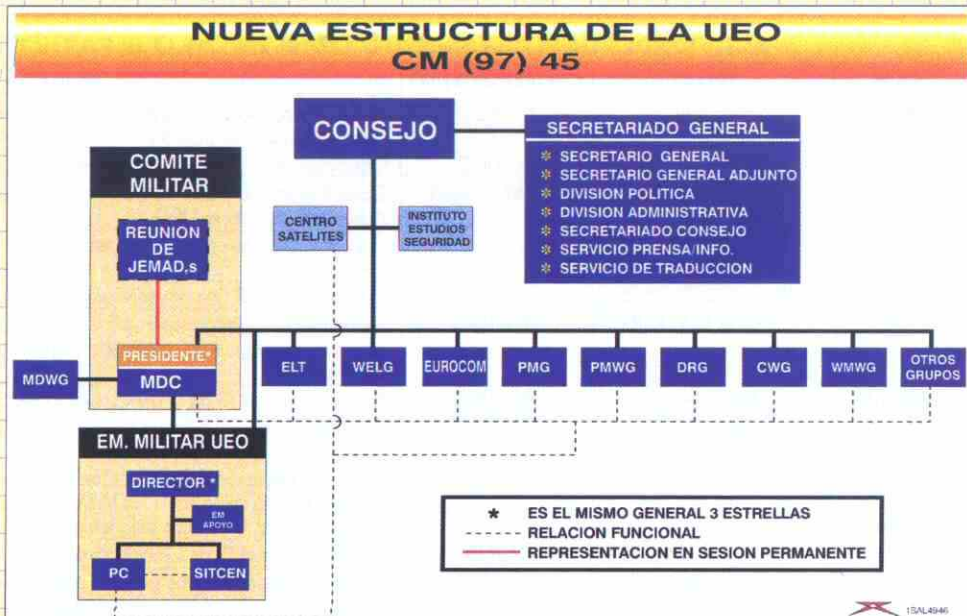 NUEVA ESTRUCTURA DE LA UEO
CM (97) 45
CONSEJO
SECRETARIADO GENERAL
✲ SECRETARIO GENERAL
✲ SECRETARIO GENERAL ADJUNTO
✲ DIVISION POLITICA
✲ DIVISION ADMINISTRATIVA
✲ SECRETARIADO CONSEJO
✲ SERVICIO PRENSA/INFO.
✲ SERVICIO DE TRADUCCION
COMITE
MILITAR
REUNION
DE
JEMAD,s
CENTRO
SATELITES
INSTITUTO
ESTUDIOS
SEGURIDAD
PRESIDENTE*
MDC
MDWG
ELT
WELG
EUROCOM
PMG
PMWG
DRG
CWG
WMWG
OTROS
GRUPOS
EM. MILITAR UEO
DIRECTOR *
EM
APOYO
PC
SITCEN
* ES EL MISMO GENERAL 3 ESTRELLAS
RELACION FUNCIONAL
REPRESENTACION EN SESION PERMANENTE